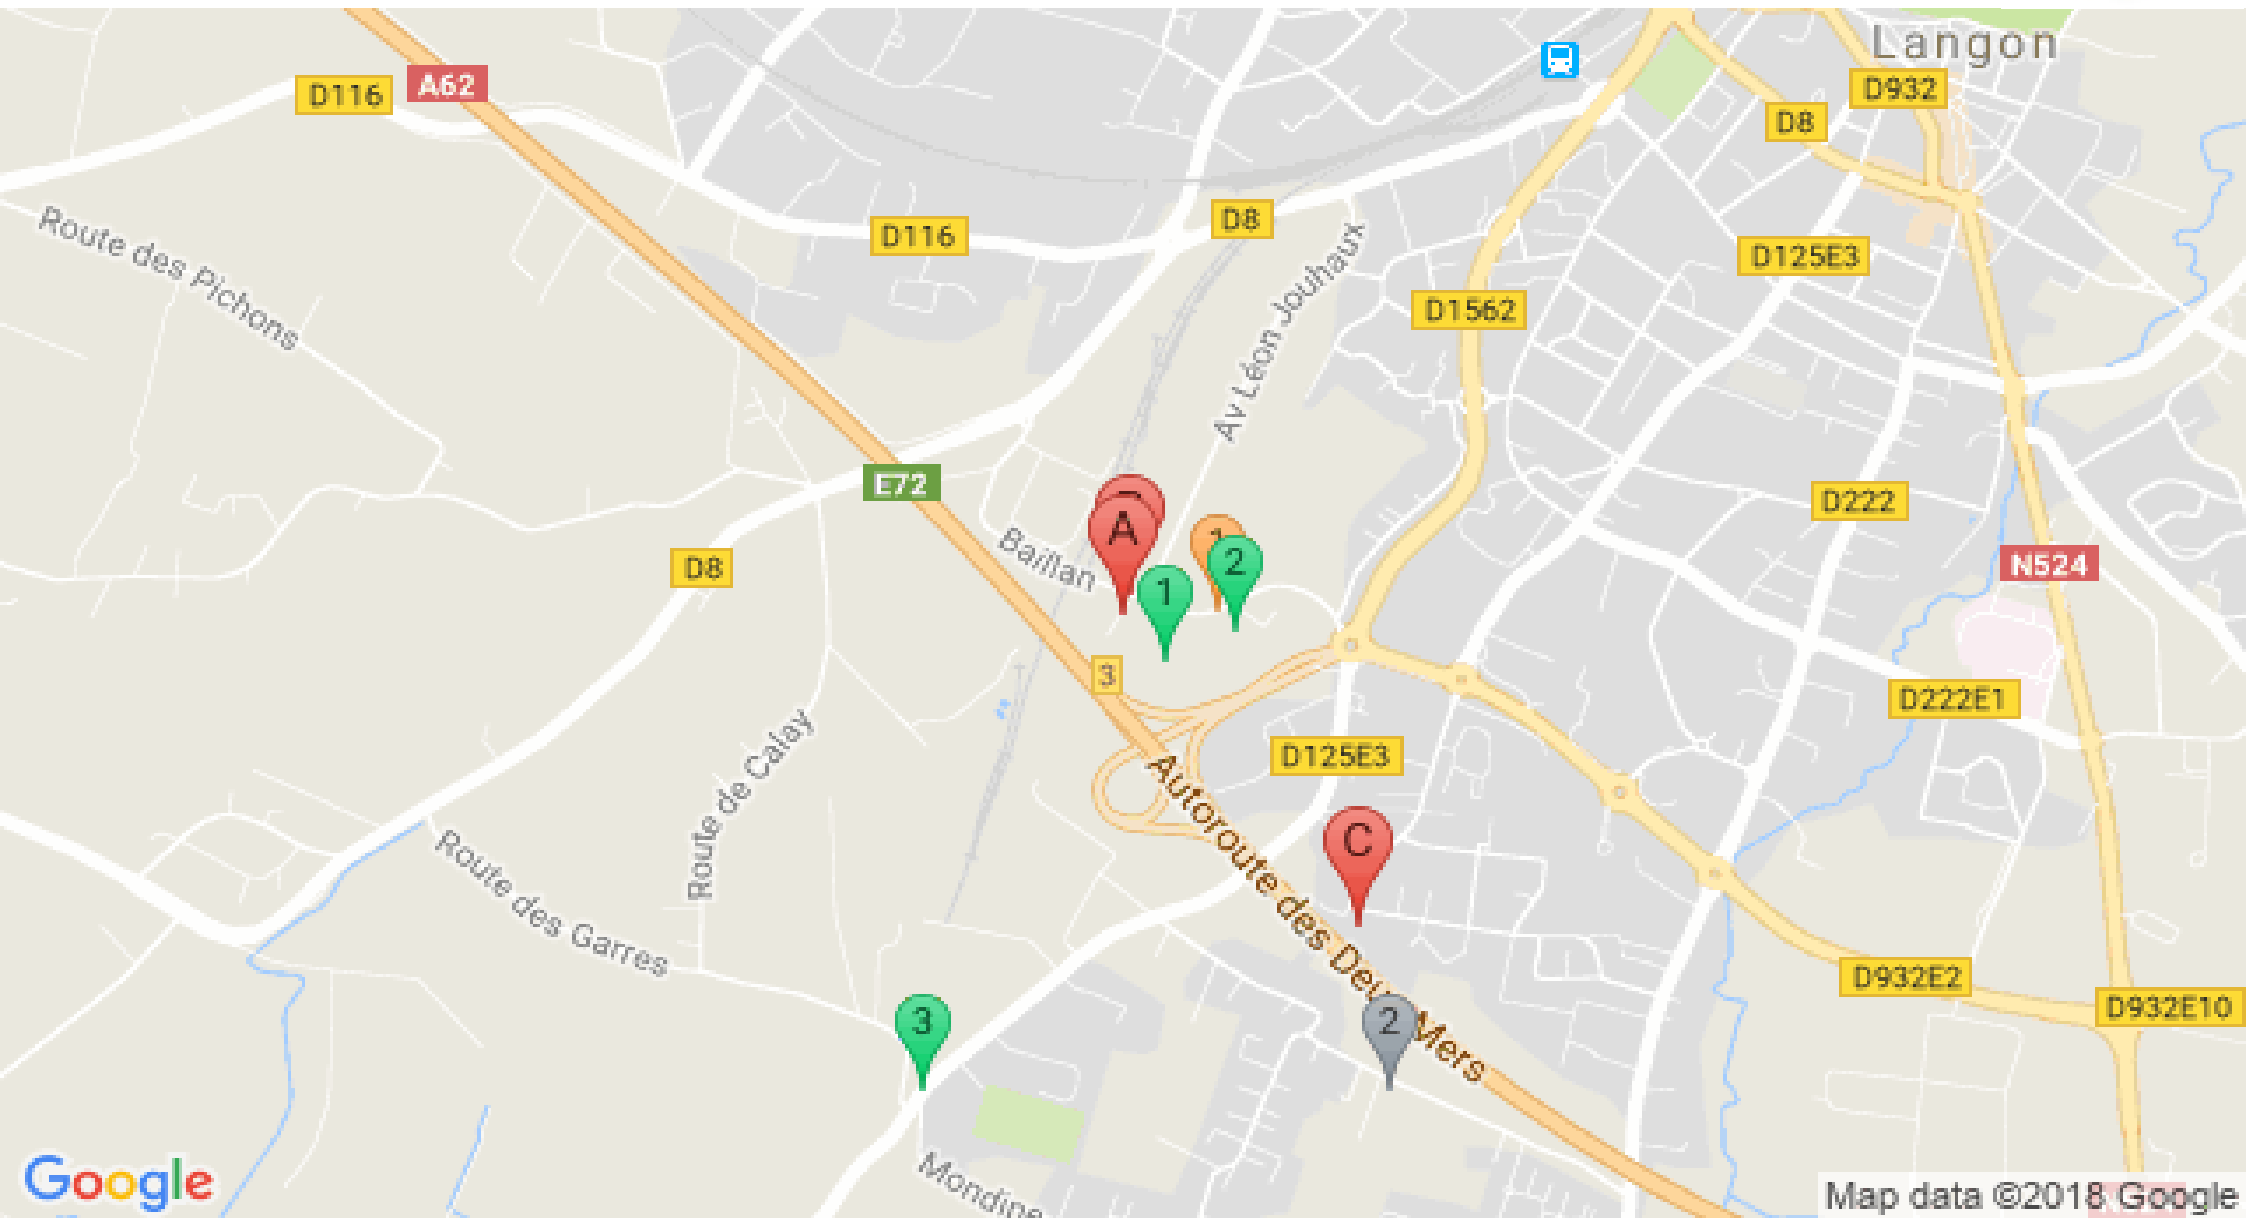 Langon
A62
D116
D932
D8
Route des Pichons
D116
D8
D125E3
Av Léon Jouhaux
D1562
E72
A
D222
1
2
Baillan
1
D8
N524
3
D222E1
Route de Calay
D125E3
Autoroute des Deux Mers
C
Route des Garres
D932E2
D932E10
3
2
Mondine
Google
Map data ©2018 Google